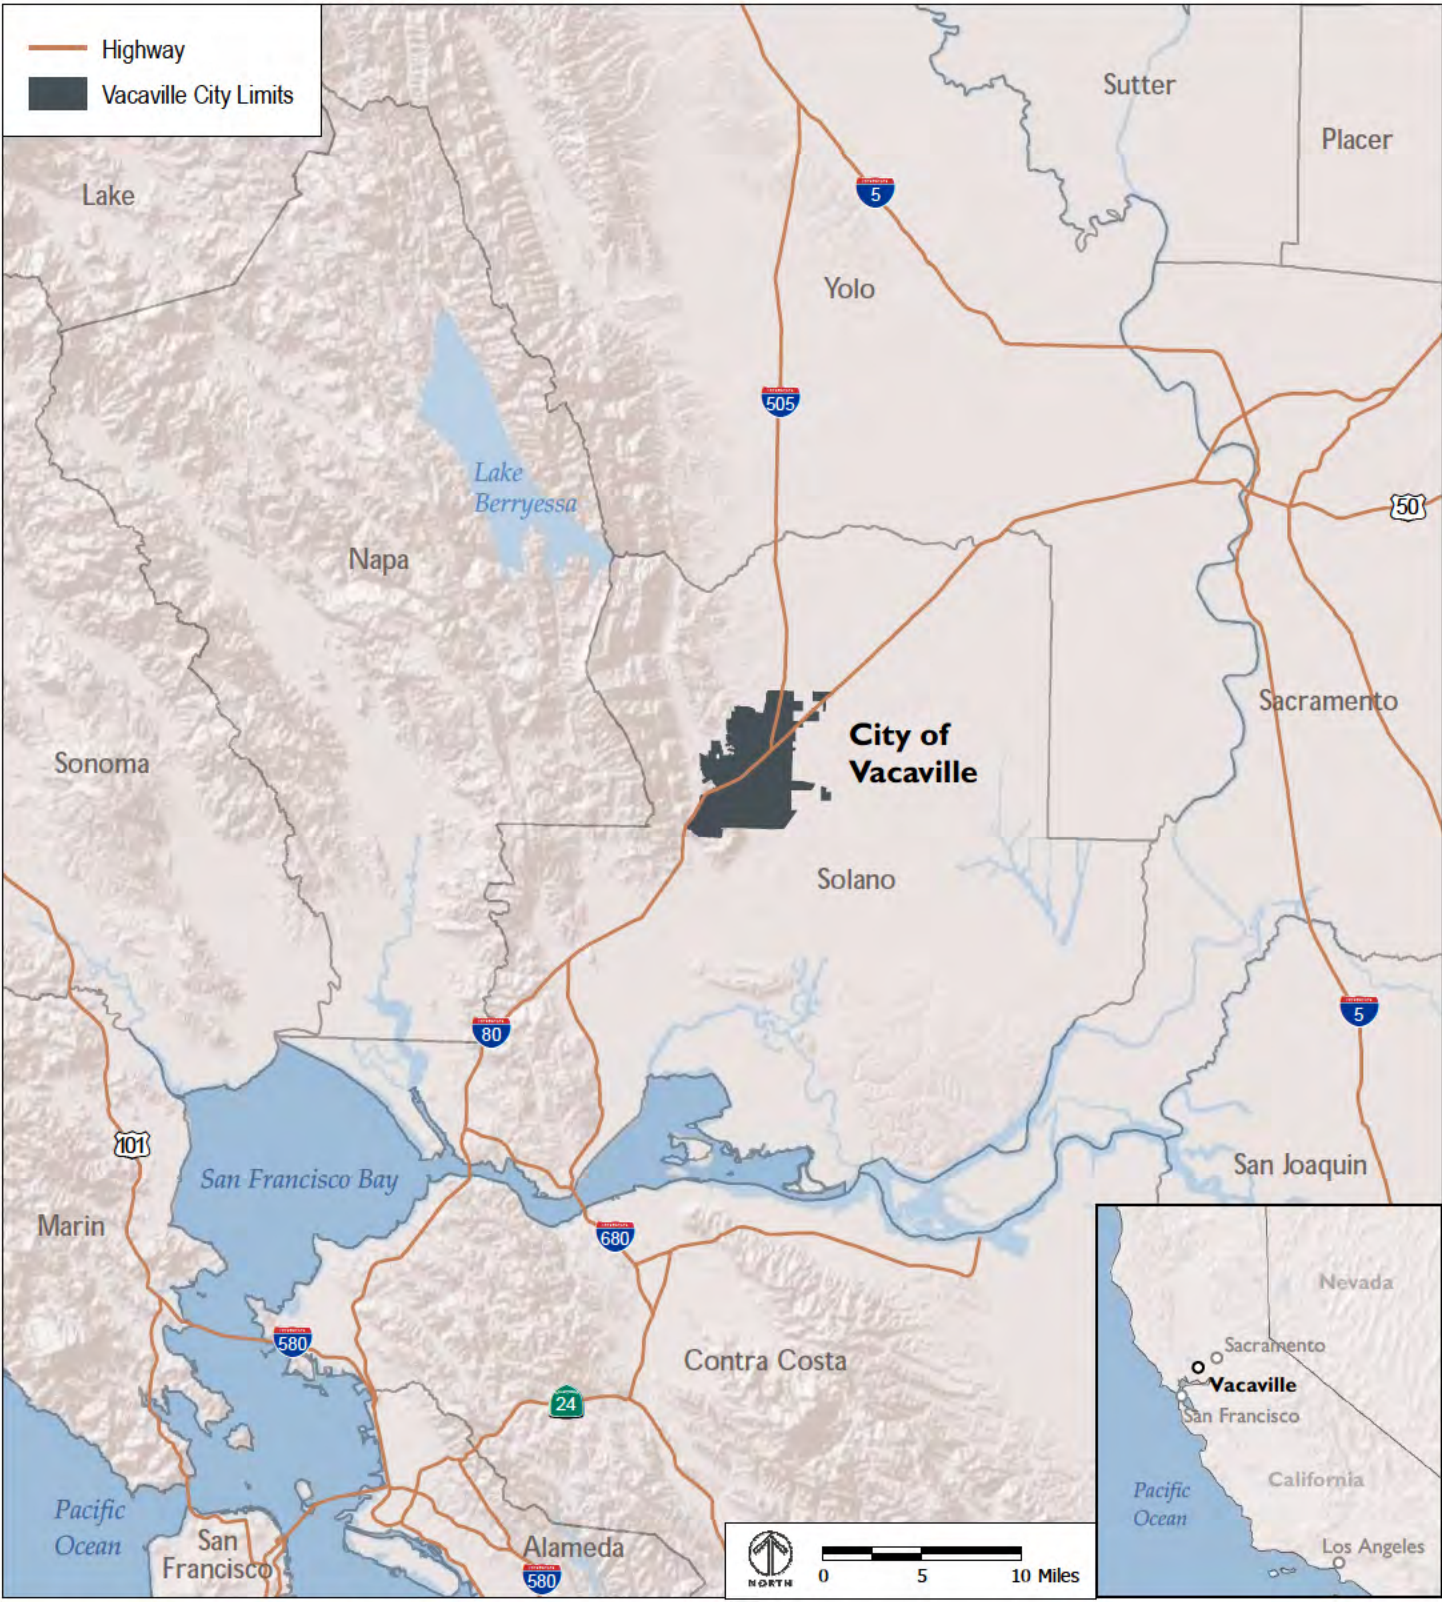 Highway
Vacaville City Limits
Sutter
Placer
Lake
5
Yolo
505
Lake
Berryessa
50
Napa
Sacramento
City of
Vacaville
Sonoma
Solano
80
5
101
San Francisco Bay
San Joaquin
Marin
680
580
Contra Costa
24
Pacific
Ocean
San
Francisco
Alameda
580
NORTH
0 5 10 Miles
Nevada
Sacramento
Vacaville
San Francisco
California
Pacific
Ocean
Los Angeles